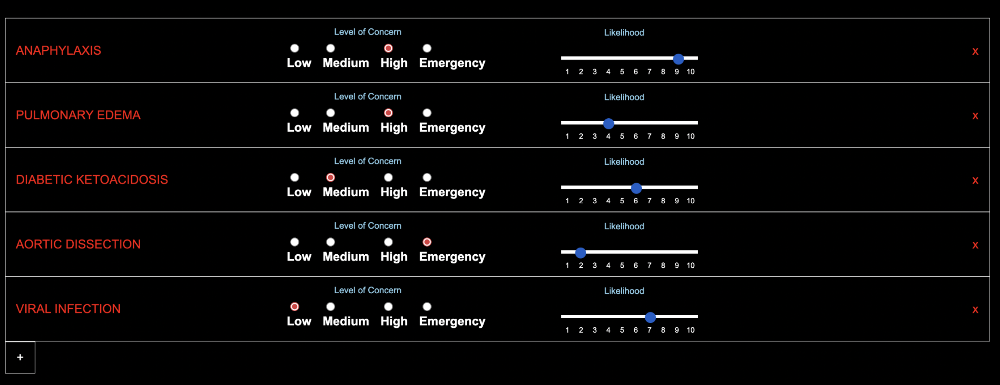 Level of Concern Likelihood
ANAPHYLAXIS x
Low Medium High Emergency
1 2 3 4 5 6 7 8 9 10
Level of Concern Likelihood
PULMONARY EDEMA x
Low Medium High Emergency
1 2 3 4 5 6 7 8 9 10
Level of Concern Likelihood
DIABETIC KETOACIDOSIS x
Low Medium High Emergency
1 2 3 4 5 6 7 8 9 10
Level of Concern Likelihood
AORTIC DISSECTION x
Low Medium High Emergency
1 2 3 4 5 6 7 8 9 10
Level of Concern Likelihood
VIRAL INFECTION x
Low Medium High Emergency
1 2 3 4 5 6 7 8 9 10
+